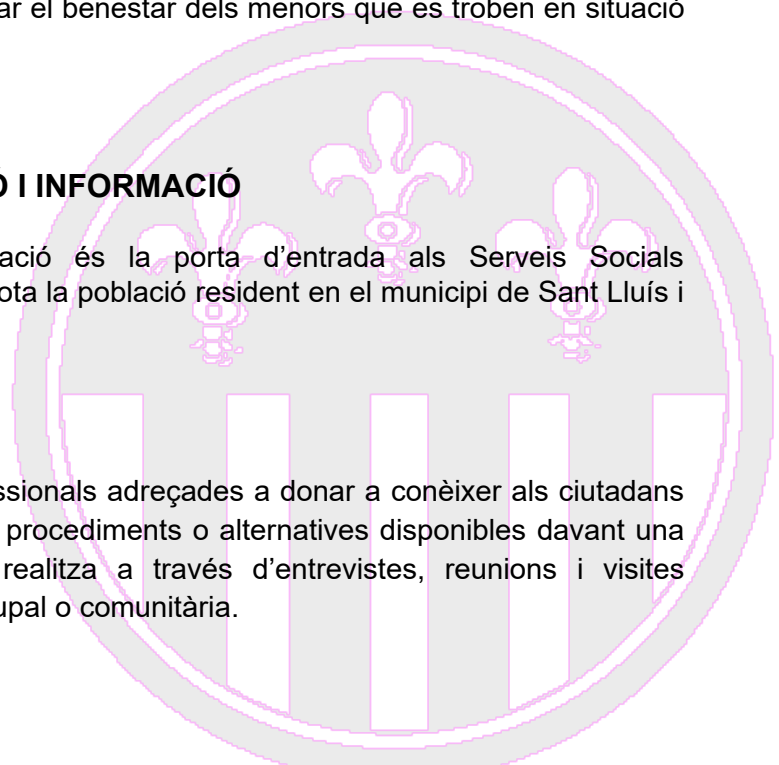 ar el benestar dels menors que es troben en situació
Ó I INFORMACIÓ
ació és la porta d’entrada als Serveis Socials
ota la població resident en el municipi de Sant Lluís i
ssionals adreçades a donar a conèixer als ciutadans
procediments o alternatives disponibles davant una
realitza a través d’entrevistes, reunions i visites
upal o comunitària.